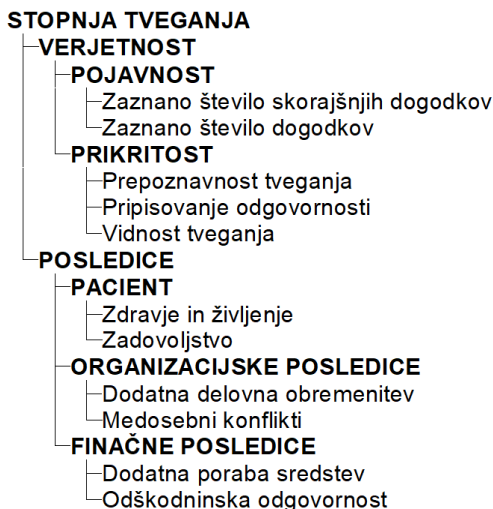 STOPNJA TVEGANJA
VERJETNOST
POJAVNOST
Zaznano število skorajšnjih dogodkov
Zaznano število dogodkov
PRIKRITOST
Prepoznavnost tveganja
Pripisovanje odgovornosti
Vidnost tveganja
POSLEDICE
PACIENT
Zdravje in življenje
Zadovoljstvo
ORGANIZACIJSKE POSLEDICE
Dodatna delovna obremenitev
Medosebni konflikti
FINAČNE POSLEDICE
Dodatna poraba sredstev
Odškodninska odgovornost